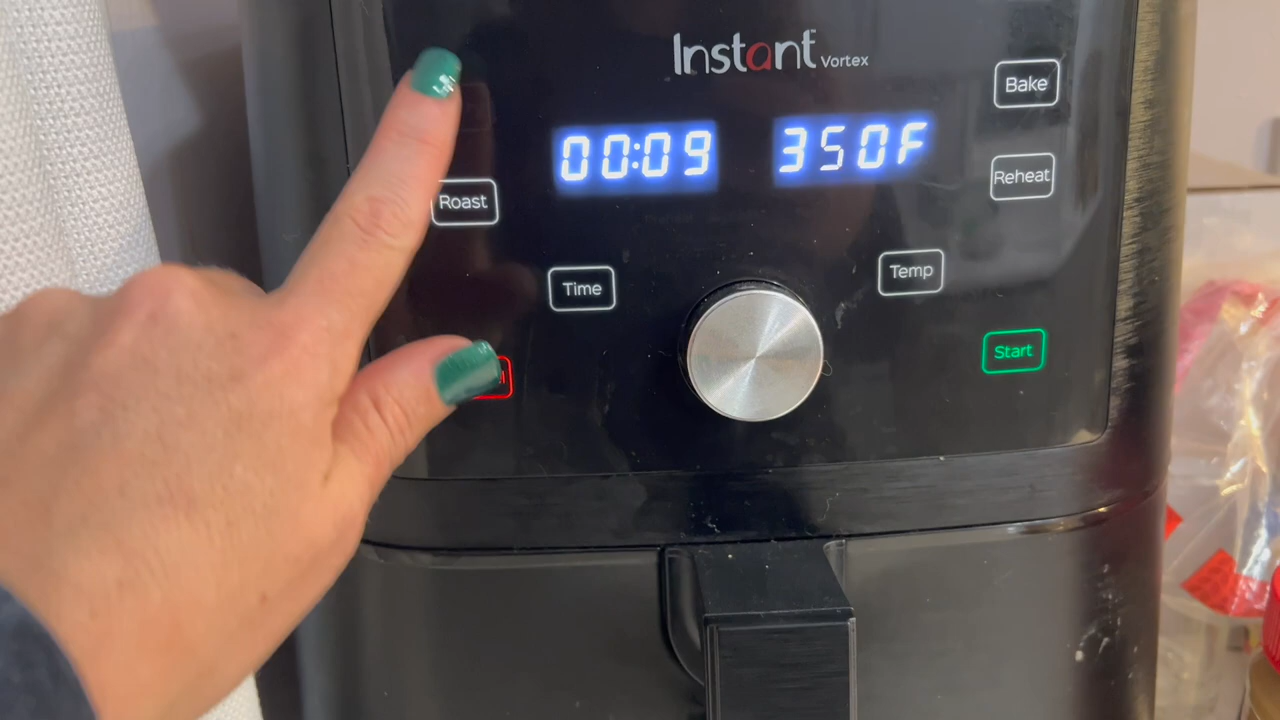 Instant Vortex
Bake
00:09 350F
Reheat
Roast
Temp
Time
Start